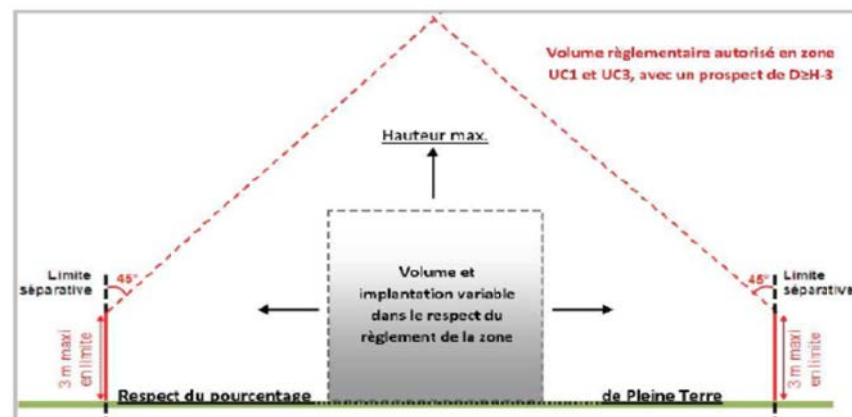 Volume règlementaire autorisé en zone
UC1 et UC3, avec un prospect de D≥H-3
Hauteur max.
Limite
séparative
45°
45°
Limite
séparative
Volume et
implantation variable
dans le respect du
règlement de la zone
3 m maxi
en limite
3 m maxi
en limite
Respect du pourcentage
de Pleine Terre